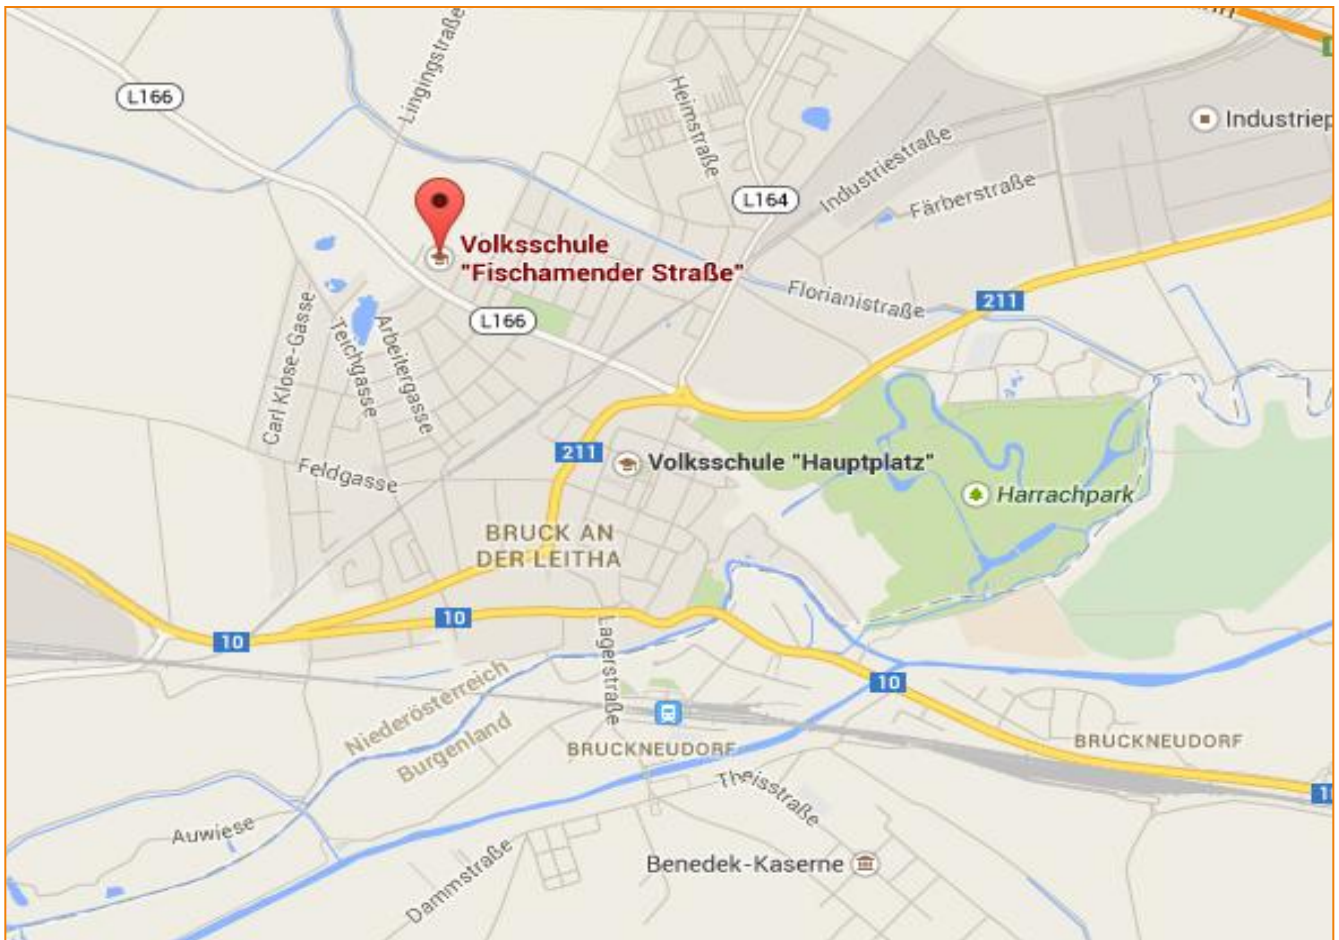 L166
Lingingstraße
Heimstraße
Industriep
Industriestraße
Färberstraße
L164
Volksschule
"Fischamender Straße"
L166
Florianistraße
211
Carl Klose-Gasse
Teichgasse
Arbeitergasse
Feldgasse
211
Volksschule "Hauptplatz"
Harrachpark
BRUCK AN
DER LEITHA
10
10
Lagerstraße
10
Niederösterreich
Burgenland
BRUCKNEUDORF
BRUCKNEUDORF
Theisstraße
Auwiese
Benedek-Kaserne
Dammstraße